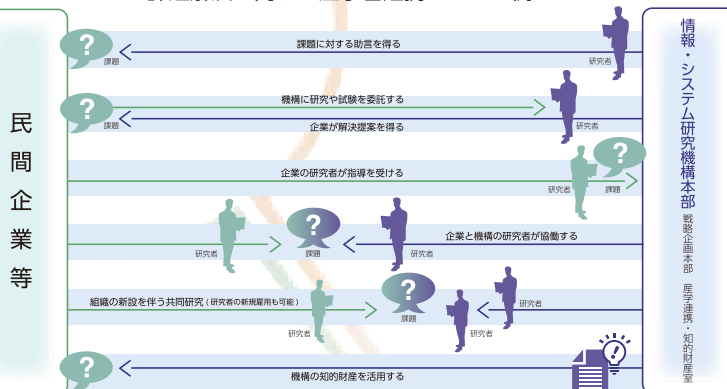 民間企業等
?
課題
課題に対する助言を得る
研究者
?
課題
機構に研究や試験を委託する
企業が解決提案を得る
研究者
企業の研究者が指導を受ける
研究者
?
課題
研究者
?
課題
研究者
企業と機構の研究者が協働する
組織の新設を伴う共同研究(研究者の新規雇用も可能)
研究者
?
課題
研究者
研究者
?
機構の知的財産を活用する
情報・システム研究機構本部
戦略企画本部 産学連携・知的財産室